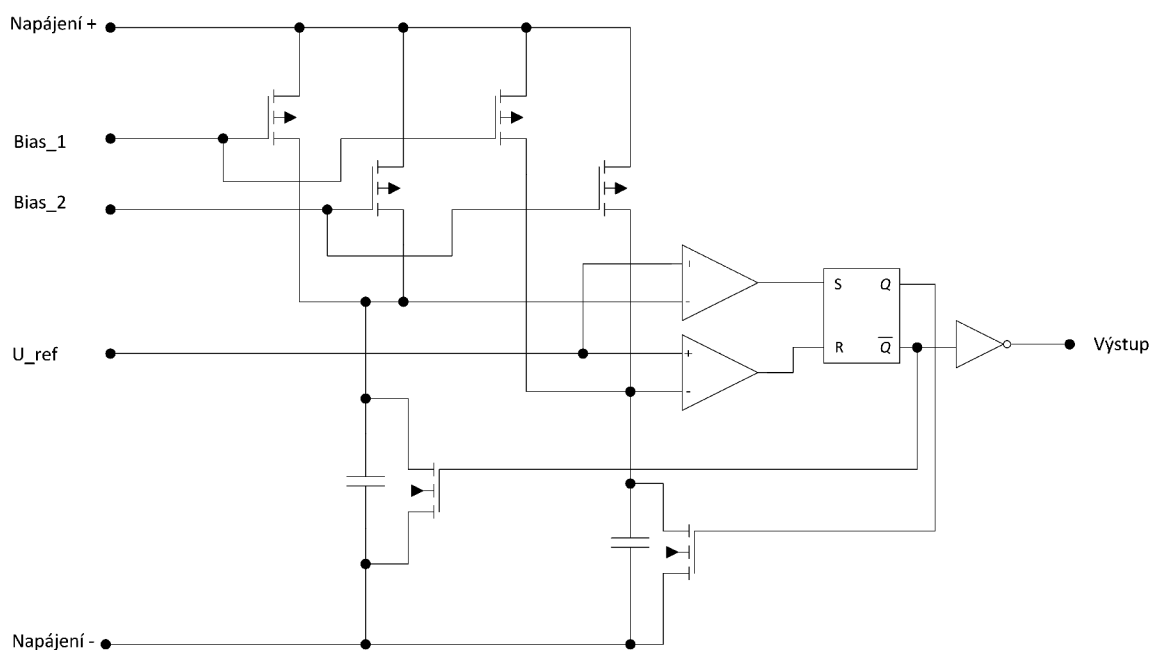 Napájení +
Bias_1
Bias_2
U_ref
+
-
+
-
S Q
R Q
Výstup
Napájení -